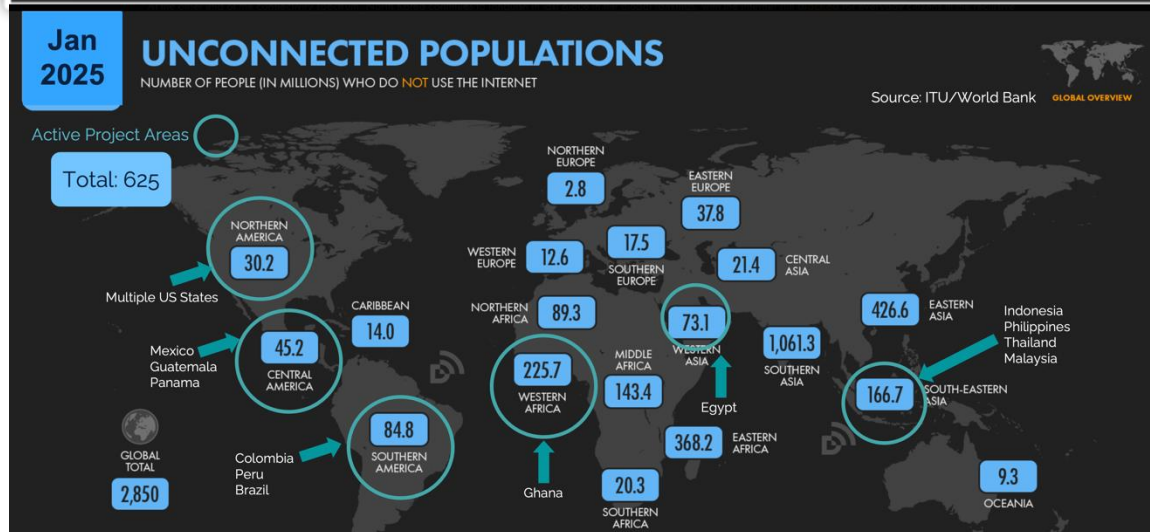 Jan
2025
UNCONNECTED POPULATIONS
NUMBER OF PEOPLE (IN MILLIONS) WHO DO NOT USE THE INTERNET
Source: ITU/World Bank
GLOBAL OVERVIEW
Active Project Areas
Total: 625
NORTHERN
AMERICA
30.2
Multiple US States
CARIBBEAN
14.0
Mexico
Guatemala
Panama
45.2
CENTRAL
AMERICA
84.8
SOUTHERN
AMERICA
Colombia
Peru
Brazil
GLOBAL
TOTAL
2,850
NORTHERN
EUROPE
2.8
EASTERN
EUROPE
37.8
WESTERN
EUROPE
12.6
17.5
SOUTHERN
EUROPE
21.4
CENTRAL
ASIA
NORTHERN
AFRICA
89.3
73.1
WESTERN
ASIA
Egypt
225.7
WESTERN
AFRICA
Ghana
MIDDLE
AFRICA
143.4
368.2
EASTERN
AFRICA
20.3
SOUTHERN
AFRICA
1,061.3
SOUTHERN
ASIA
426.6
EASTERN
ASIA
Indonesia
Philippines
Thailand
Malaysia
166.7
SOUTH-EASTERN
ASIA
9.3
OCEANIA